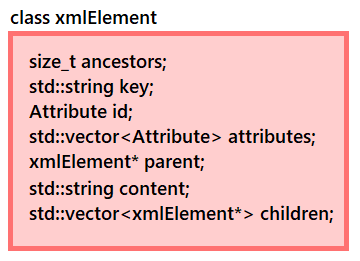 class xmlElement
size_t ancestors;
std::string key;
Attribute id;
std::vector<Attribute> attributes;
xmlElement* parent;
std::string content;
std::vector<xmlElement*> children;